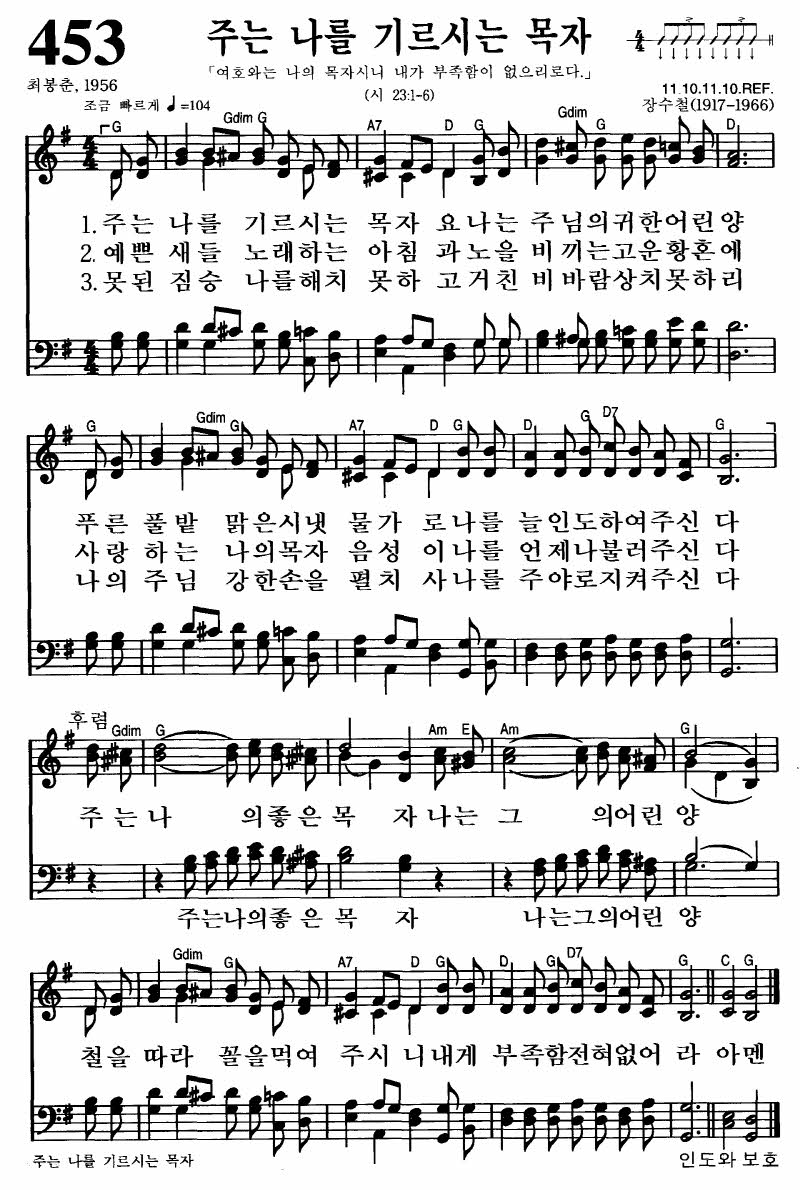 453 주는 나를 기르시는 목자
「여호와는 나의 목자시니 내가 부족함이 없으리로다.」
최봉춘, 1956 (시 23:1-6) 11.10.11.10.REF.
조금 빠르게 ♩=104 장수철(1917-1966)
G Gdim G A7 D G Gdim G D
1. 주는 나를 기르시는 목자 요나는 주님의귀한어린양
2. 예쁜 새들 노래하는 아침 과노을 비끼는고운황혼에
3. 못된 짐승 나를해치 못하 고거친 비바람상치못하리
G Gdim G A7 D G D G D7 G
푸른 풀밭 맑은시냇 물가 로나를 늘인도하여주신 다
사랑 하는 나의목자 음성 이나를 언제나불러주신 다
나의 주님 강한손을 펼치 사나를 주야로지켜주신 다
후렴
Gdim G Am E Am G
주 는 나 의좋 은 목 자 나는 그 의어린 양
주는나의좋 은 목 자 나는그의어린 양
Gdim G A7 D G D G D7 G C G
철을 따라 꼴을먹여 주시 니내게 부족함전혀없어 라 아멘
주는 나를 기르시는 목자 인도와 보호